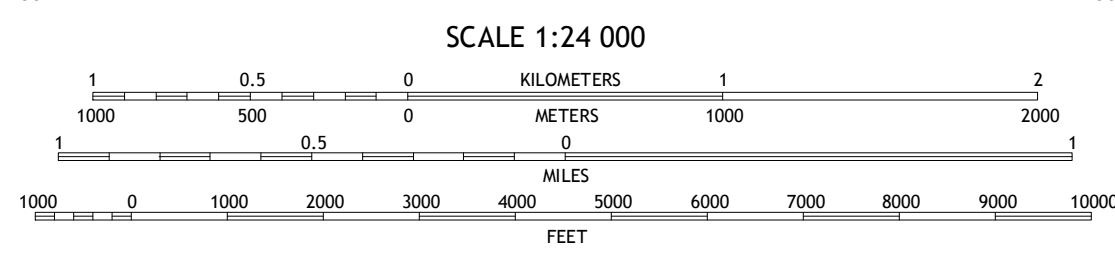 SCALE 1:24 000
1 0.5 0 KILOMETERS 1 2
1000 500 0 METERS 1000 2000
1 0.5 0 1
MILES
1000 0 1000 2000 3000 4000 5000 6000 7000 8000 9000 10000
FEET